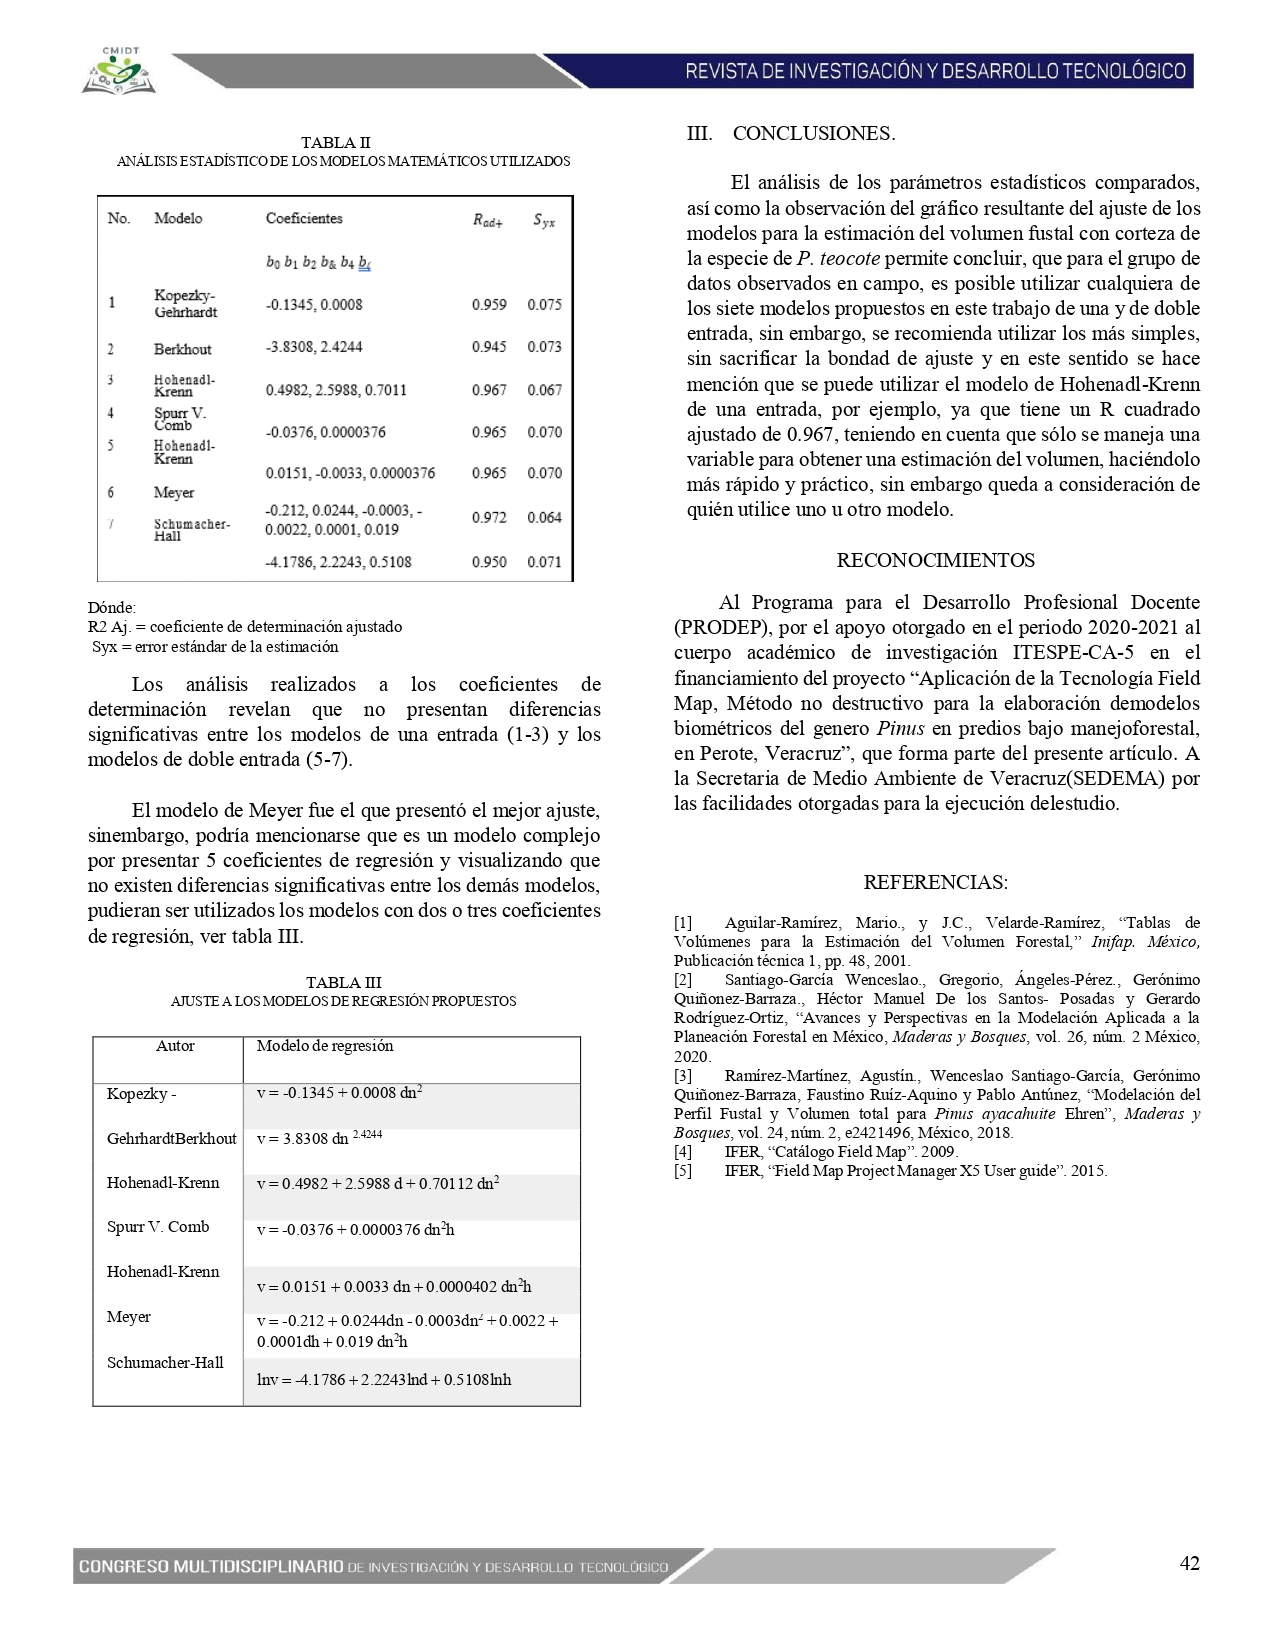 CMIDT
REVISTA DE INVESTIGACIÓN Y DESARROLLO TECNOLÓGICO
TABLA II
ANÁLISIS ESTADÍSTICO DE LOS MODELOS MATEMÁTICOS UTILIZADOS
No. Modelo Coeficientes R_ad+ S_yx
b0 b1 b2 b& b4 b(
1 Kopezky-Gehrhardt -0.1345, 0.0008 0.959 0.075
2 Berkhout -3.8308, 2.4244 0.945 0.073
3 Hohenadl-Krenn 0.4982, 2.5988, 0.7011 0.967 0.067
4 Spurr V. Comb -0.0376, 0.0000376 0.965 0.070
5 Hohenadl-Krenn 0.0151, -0.0033, 0.0000376 0.965 0.070
6 Meyer -0.212, 0.0244, -0.0003, -
0.0022, 0.0001, 0.019 0.972 0.064
7 Schumacher-Hall -4.1786, 2.2243, 0.5108 0.950 0.071
Dónde:
R2 Aj. = coeficiente de determinación ajustado
Syx = error estándar de la estimación
Los análisis realizados a los coeficientes de
determinación revelan que no presentan diferencias
significativas entre los modelos de una entrada (1-3) y los
modelos de doble entrada (5-7).
El modelo de Meyer fue el que presentó el mejor ajuste,
sinembargo, podría mencionarse que es un modelo complejo
por presentar 5 coeficientes de regresión y visualizando que
no existen diferencias significativas entre los demás modelos,
pudieran ser utilizados los modelos con dos o tres coeficientes
de regresión, ver tabla III.
TABLA III
AJUSTE A LOS MODELOS DE REGRESIÓN PROPUESTOS
Autor Modelo de regresión
Kopezky - v = -0.1345 + 0.0008 dn²
GehrhardtBerkhout v = 3.8308 dn ^2.4244
Hohenadl-Krenn v = 0.4982 + 2.5988 d + 0.70112 dn²
Spurr V. Comb v = -0.0376 + 0.0000376 dn²h
Hohenadl-Krenn v = 0.0151 + 0.0033 dn + 0.0000402 dn²h
Meyer v = -0.212 + 0.0244dn - 0.0003dn² + 0.0022 +
0.0001dh + 0.019 dn²h
Schumacher-Hall lnv = -4.1786 + 2.2243lnd + 0.5108lnh
III. CONCLUSIONES.
El análisis de los parámetros estadísticos comparados,
así como la observación del gráfico resultante del ajuste de los
modelos para la estimación del volumen fustal con corteza de
la especie de P. teocote permite concluir, que para el grupo de
datos observados en campo, es posible utilizar cualquiera de
los siete modelos propuestos en este trabajo de una y de doble
entrada, sin embargo, se recomienda utilizar los más simples,
sin sacrificar la bondad de ajuste y en este sentido se hace
mención que se puede utilizar el modelo de Hohenadl-Krenn
de una entrada, por ejemplo, ya que tiene un R cuadrado
ajustado de 0.967, teniendo en cuenta que sólo se maneja una
variable para obtener una estimación del volumen, haciéndolo
más rápido y práctico, sin embargo queda a consideración de
quién utilice uno u otro modelo.
RECONOCIMIENTOS
Al Programa para el Desarrollo Profesional Docente
(PRODEP), por el apoyo otorgado en el periodo 2020-2021 al
cuerpo académico de investigación ITESPE-CA-5 en el
financiamiento del proyecto “Aplicación de la Tecnología Field
Map, Método no destructivo para la elaboración demodelos
biométricos del genero Pinus en predios bajo manejoforestal,
en Perote, Veracruz”, que forma parte del presente artículo. A
la Secretaria de Medio Ambiente de Veracruz(SEDEMA) por
las facilidades otorgadas para la ejecución delestudio.
REFERENCIAS:
[1] Aguilar-Ramírez, Mario., y J.C., Velarde-Ramírez, “Tablas de
Volúmenes para la Estimación del Volumen Forestal,” Inifap. México,
Publicación técnica 1, pp. 48, 2001.
[2] Santiago-García Wenceslao., Gregorio, Ángeles-Pérez., Gerónimo
Quiñonez-Barraza., Héctor Manuel De los Santos- Posadas y Gerardo
Rodríguez-Ortiz, “Avances y Perspectivas en la Modelación Aplicada a la
Planeación Forestal en México, Maderas y Bosques, vol. 26, núm. 2 México,
2020.
[3] Ramírez-Martínez, Agustín., Wenceslao Santiago-García, Gerónimo
Quiñonez-Barraza, Faustino Ruíz-Aquino y Pablo Antúnez, “Modelación del
Perfil Fustal y Volumen total para Pinus ayacahuite Ehren”, Maderas y
Bosques, vol. 24, núm. 2, e2421496, México, 2018.
[4] IFER, “Catálogo Field Map”. 2009.
[5] IFER, “Field Map Project Manager X5 User guide”. 2015.
CONGRESO MULTIDISCIPLINARIO DE INVESTIGACIÓN Y DESARROLLO TECNOLÓGICO
42